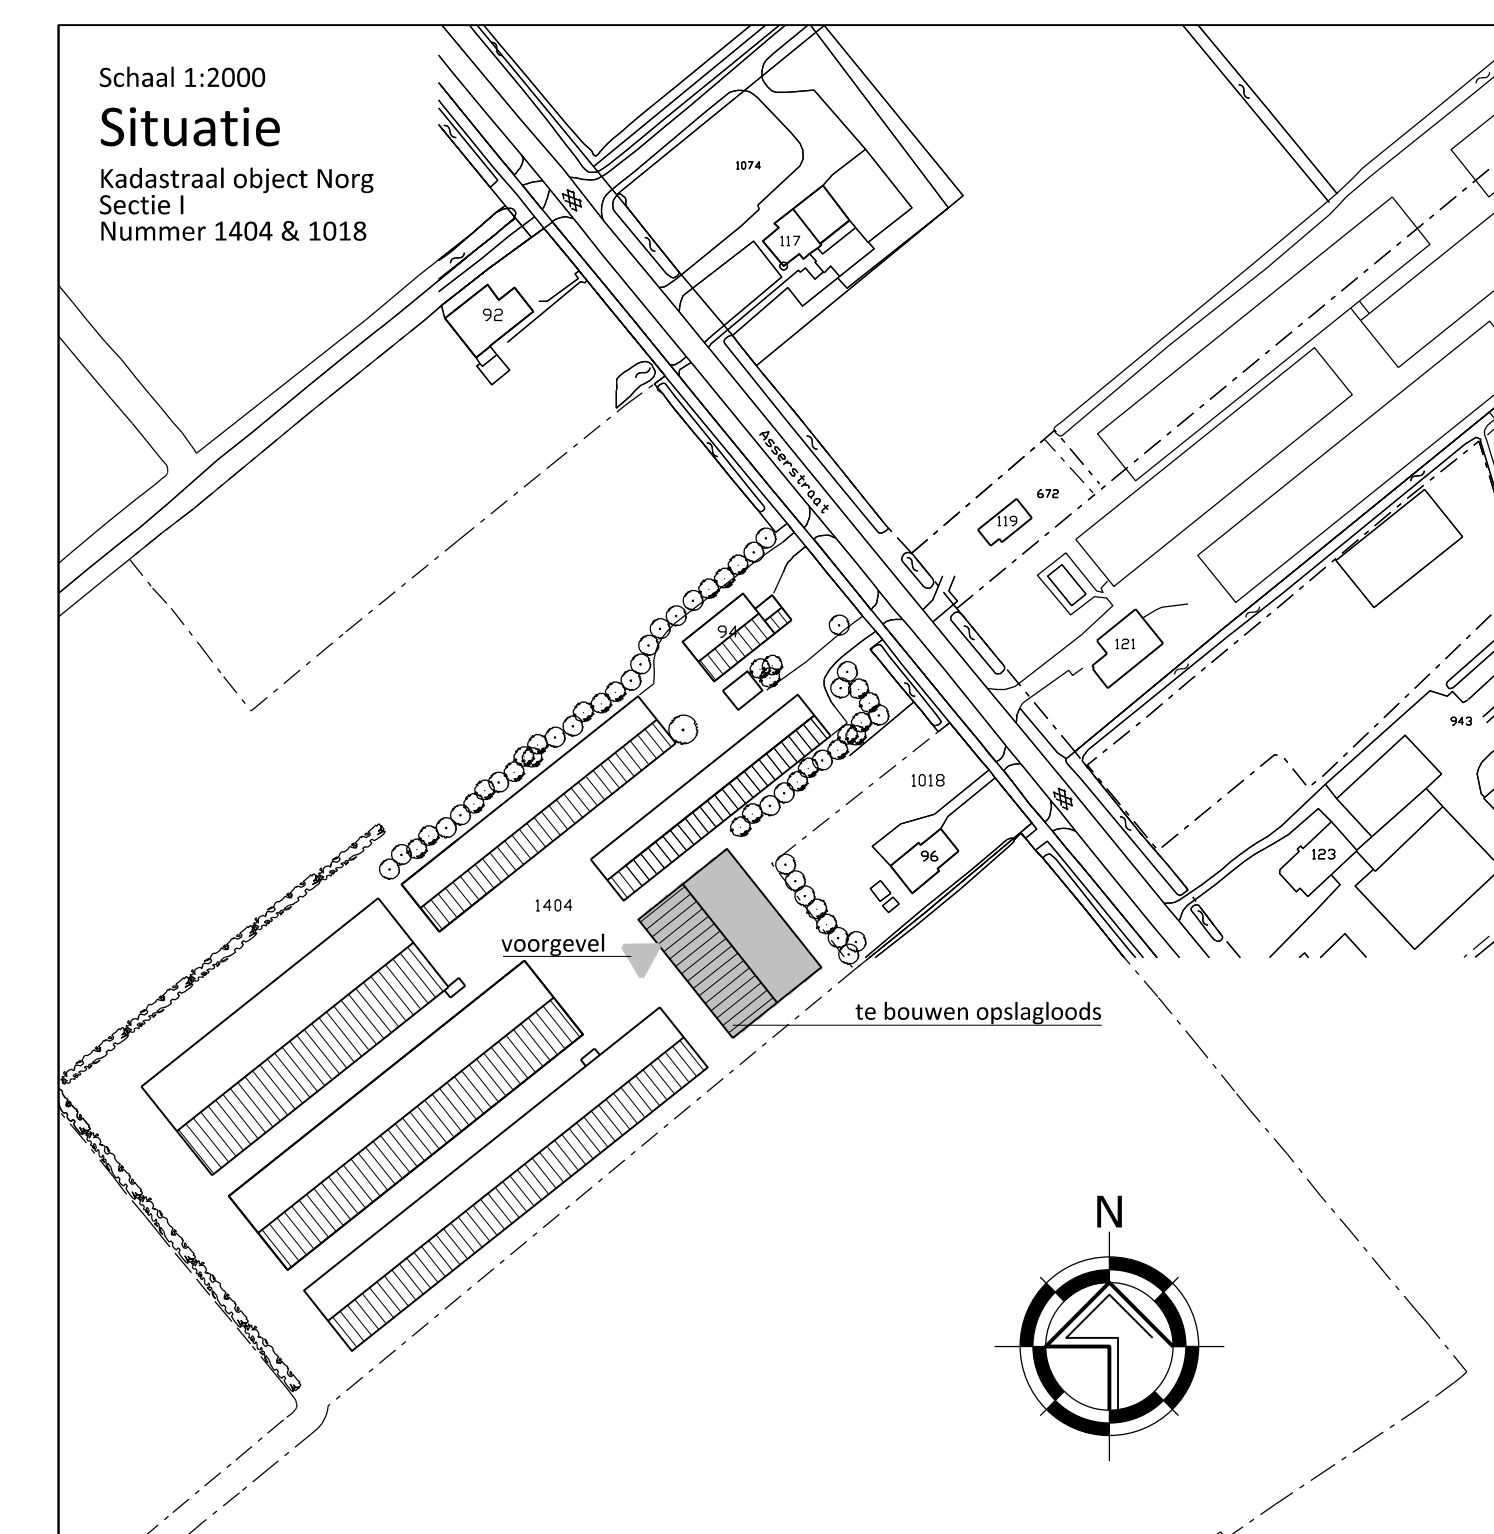 Schaal 1:2000
Situatie
Kadastraal object Norg
Sectie I
Nummer 1404 & 1018
1074
117
92
Asserstraat
672
119
94
121
943
1018
96
123
1404
voorgevel
te bouwen opslagloods
N